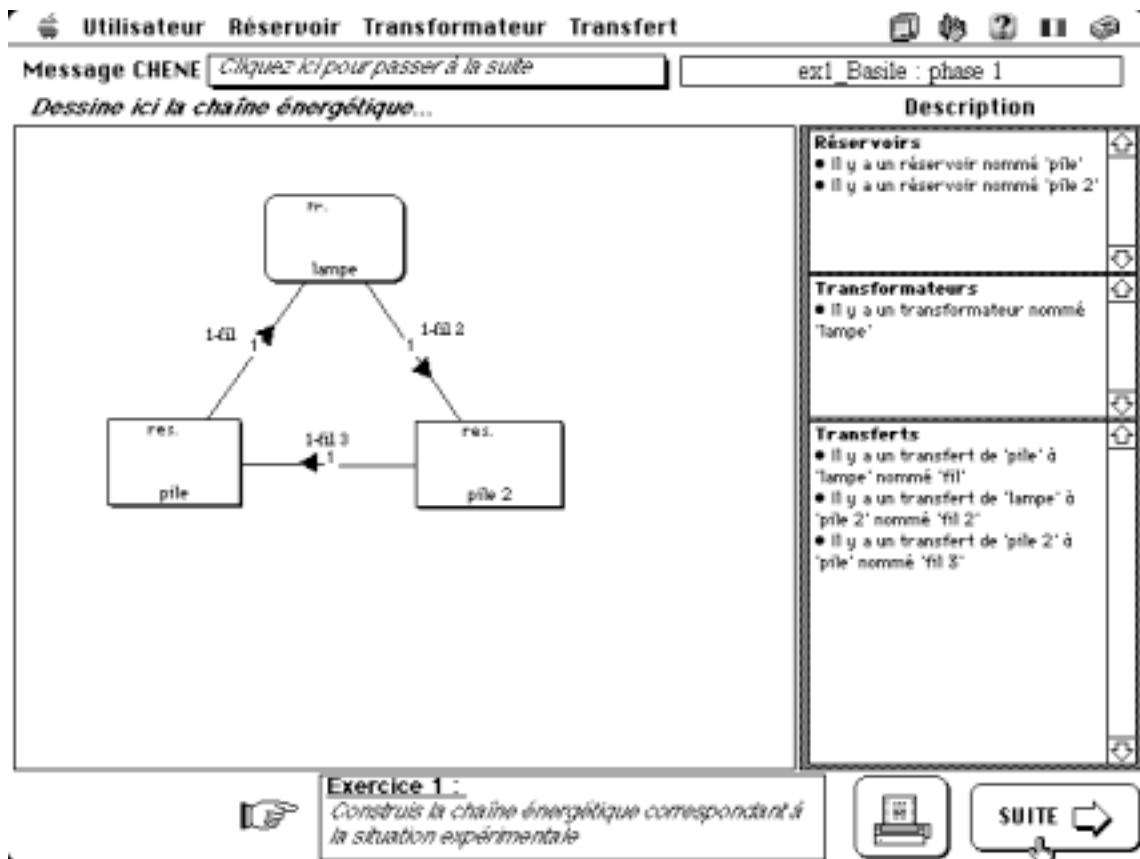 Utilisateur Réservoir Transformateur Transfert
Message CHENE Cliquez ici pour passer à la suite
ex1_Basile : phase 1
Dessine ici la chaîne énergétique...
Description
tr.
lampe
1-fil
1
1-fil 2
1
res.
pile
1-fil 3
1
res.
pile 2
Réservoirs
● Il y a un réservoir nommé 'pile'
● Il y a un réservoir nommé 'pile 2'
Transformateurs
● Il y a un transformateur nommé
'lampe'
Transferts
● Il y a un transfert de 'pile' à
'lampe' nommé 'fil'
● Il y a un transfert de 'lampe' à
'pile 2' nommé 'fil 2'
● Il y a un transfert de 'pile 2' à
'pile' nommé 'fil 3'
Exercice 1 :
Construis la chaîne énergétique correspondant à
la situation expérimentale
SUITE